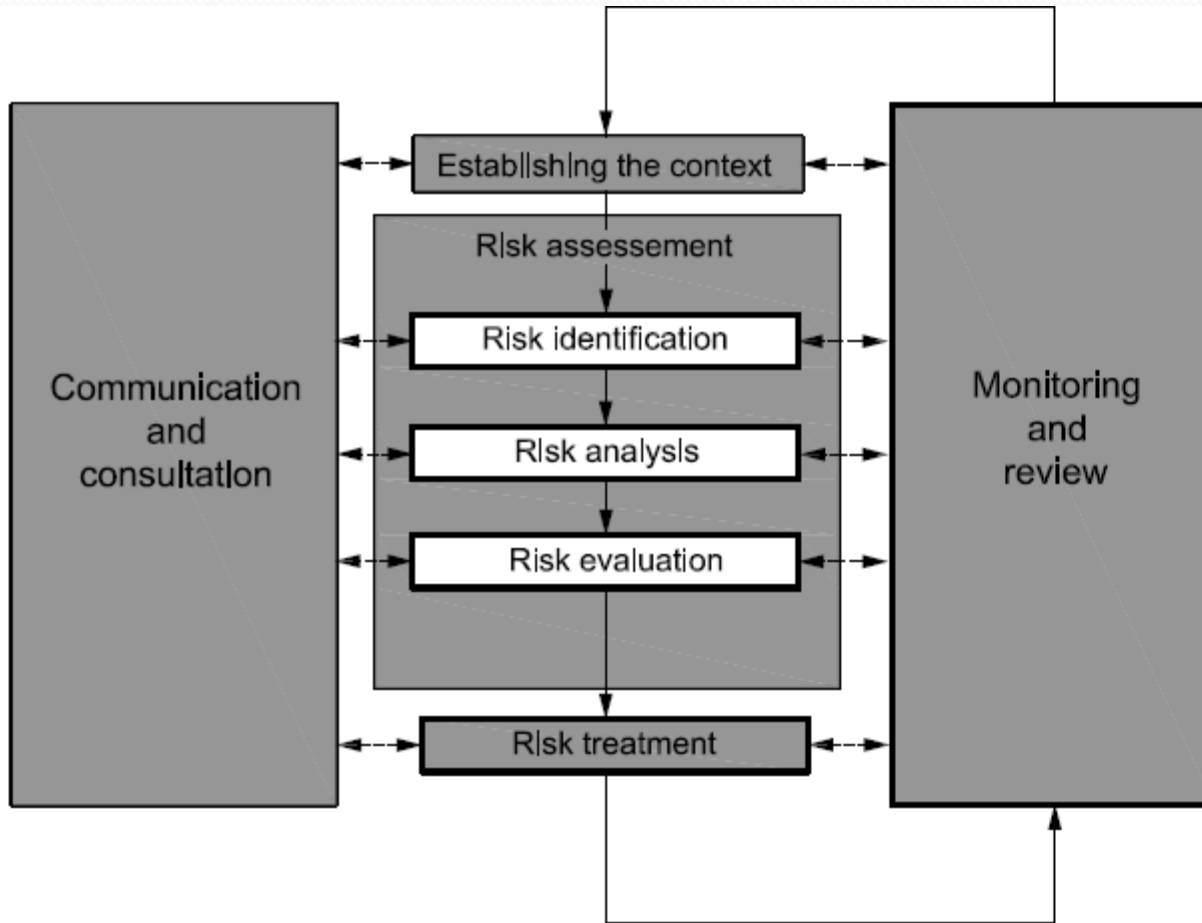 Establishing the context
Risk assessement
Risk identification
Communication
and
consultation
Monitoring
and
review
Risk analysis
Risk evaluation
Risk treatment